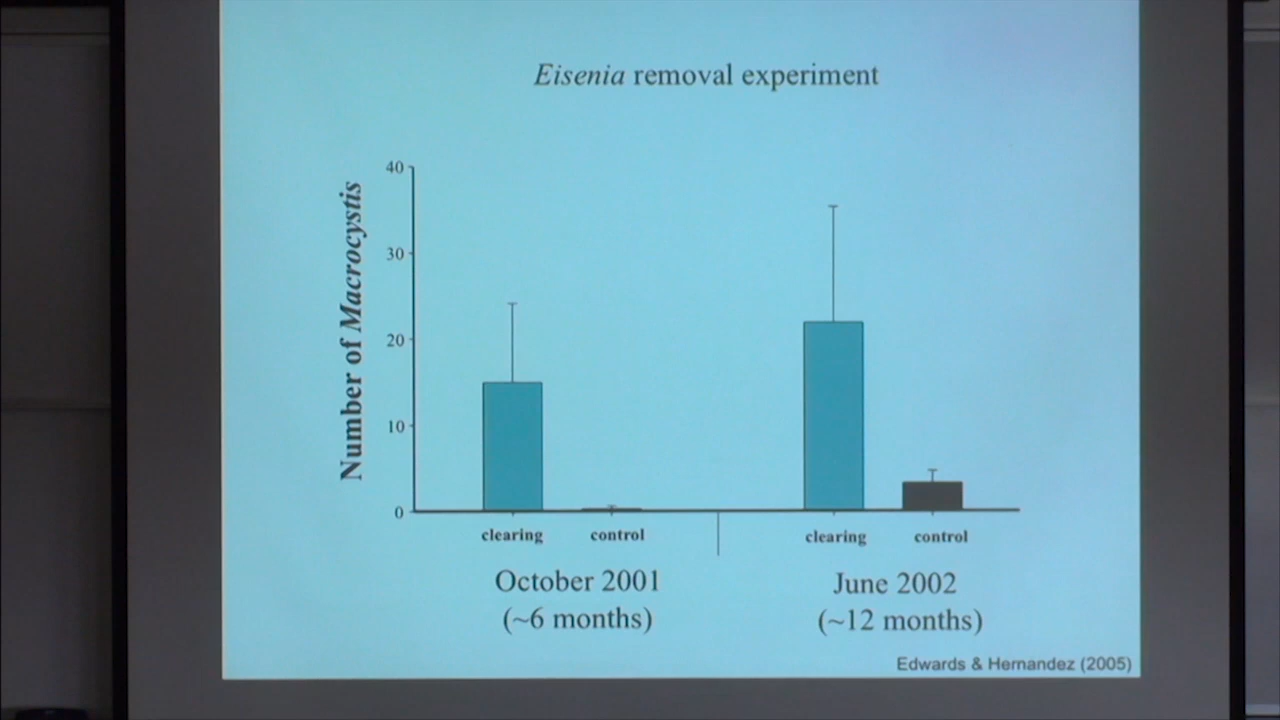 Eisenia removal experiment
Number of Macrocystis
40
30
20
10
0
clearing control clearing control
October 2001 June 2002
(~6 months) (~12 months)
Edwards & Hernandez (2005)